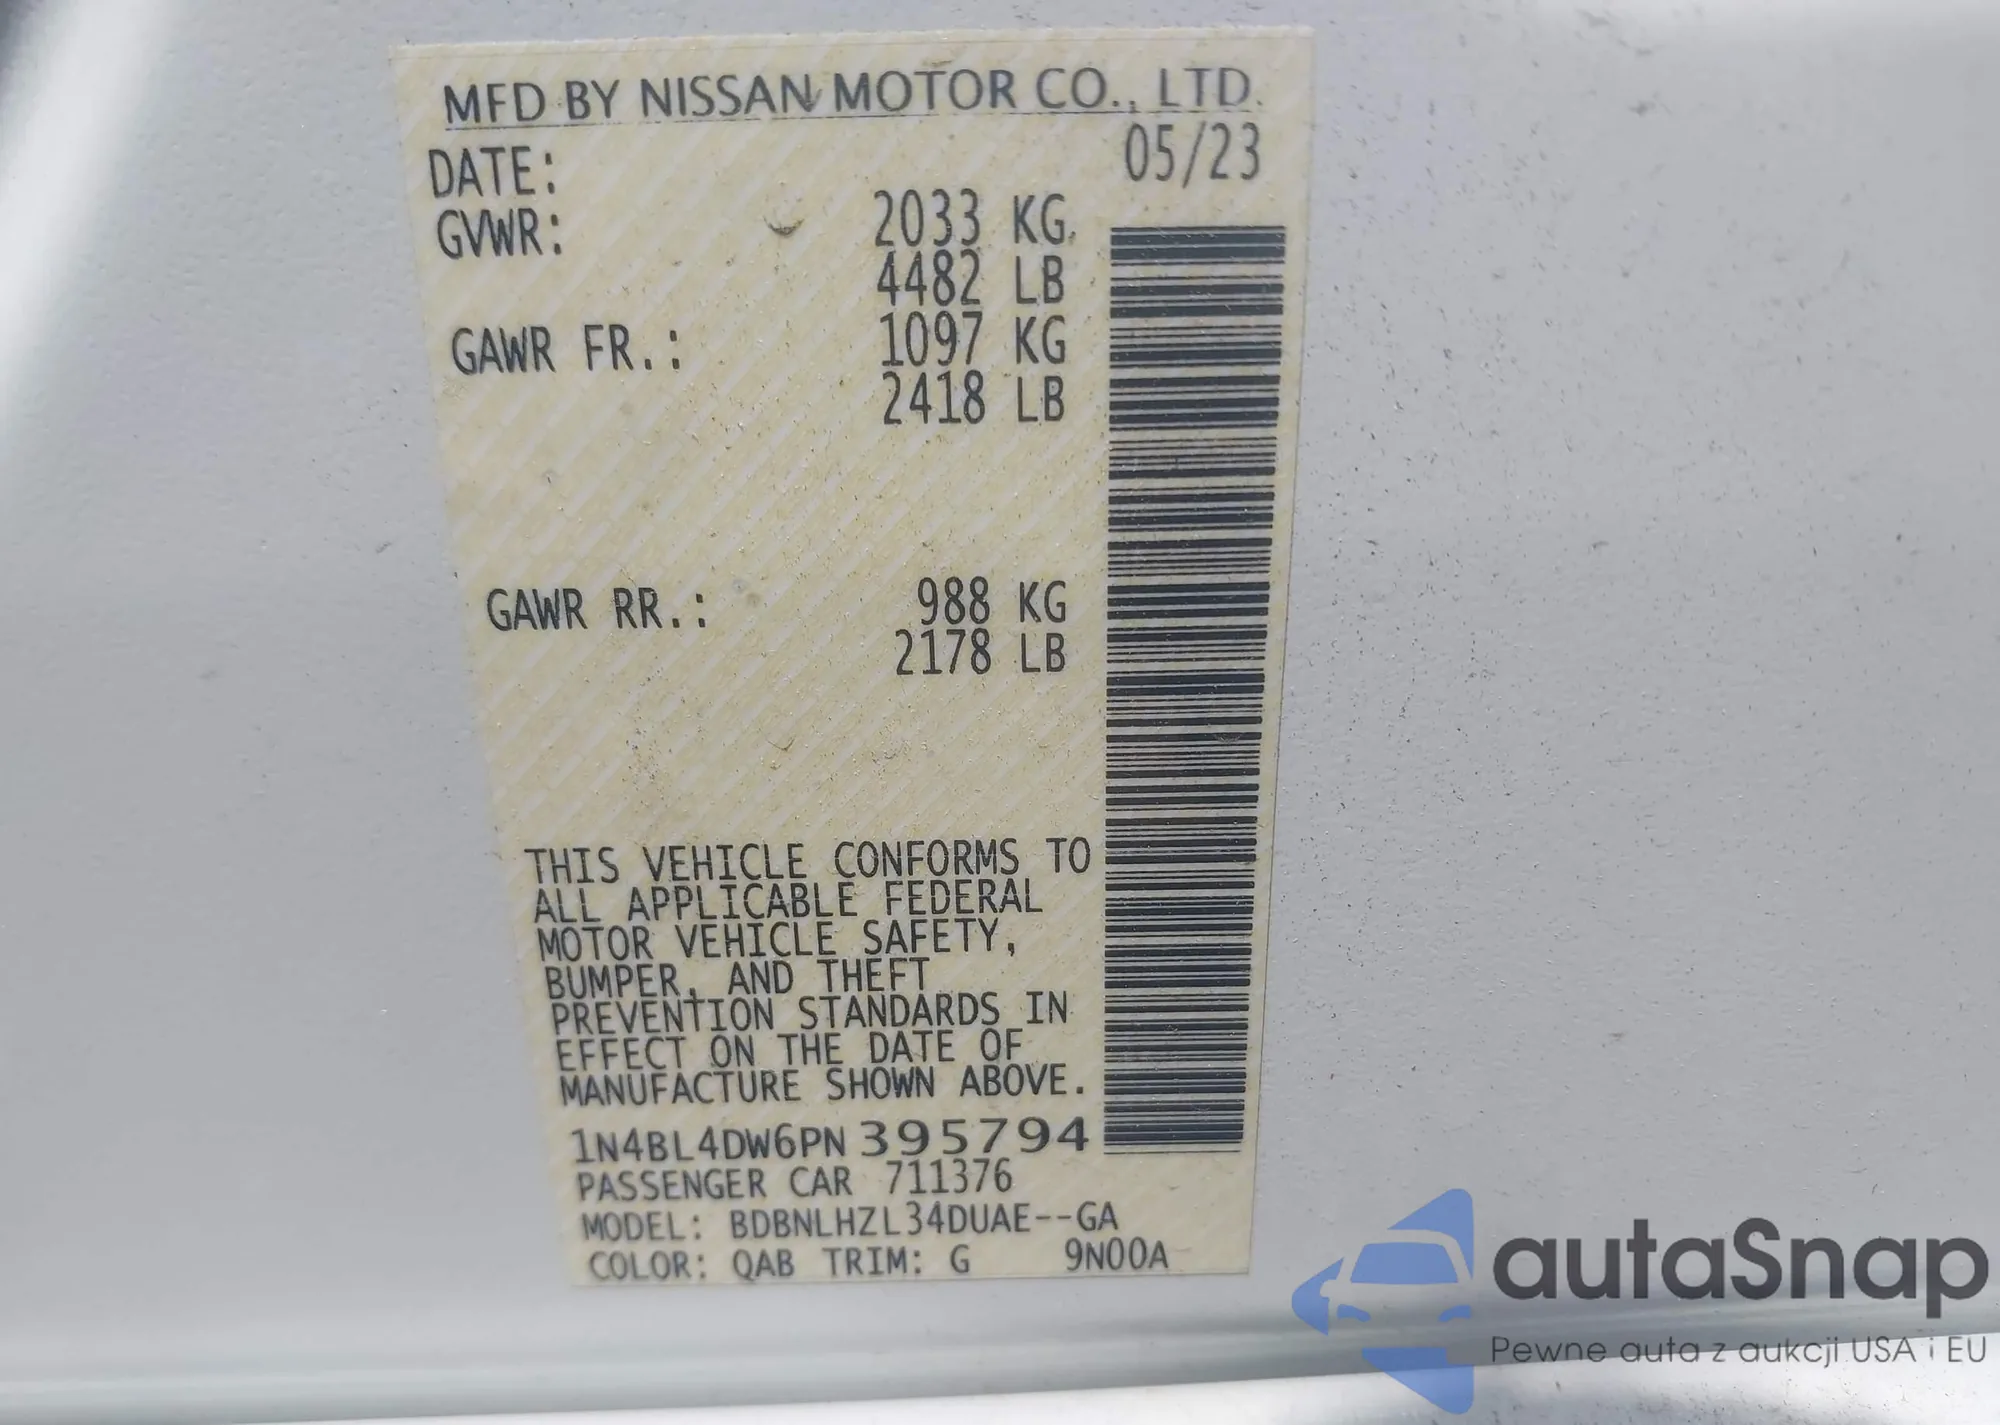 MFD BY NISSAN MOTOR CO., LTD.
DATE: 05/23
GVWR: 2033 KG
4482 LB
GAWR FR.: 1097 KG
2418 LB
GAWR RR.: 988 KG
2178 LB
THIS VEHICLE CONFORMS TO
ALL APPLICABLE FEDERAL
MOTOR VEHICLE SAFETY,
BUMPER, AND THEFT
PREVENTION STANDARDS IN
EFFECT ON THE DATE OF
MANUFACTURE SHOWN ABOVE.
1N4BL4DW6PN395794
PASSENGER CAR 711376
MODEL: BDBNLHZL34DUAE--GA
COLOR: QAB TRIM: G 9N00A
autaSnap
Pewne auta z aukcji USA i EU